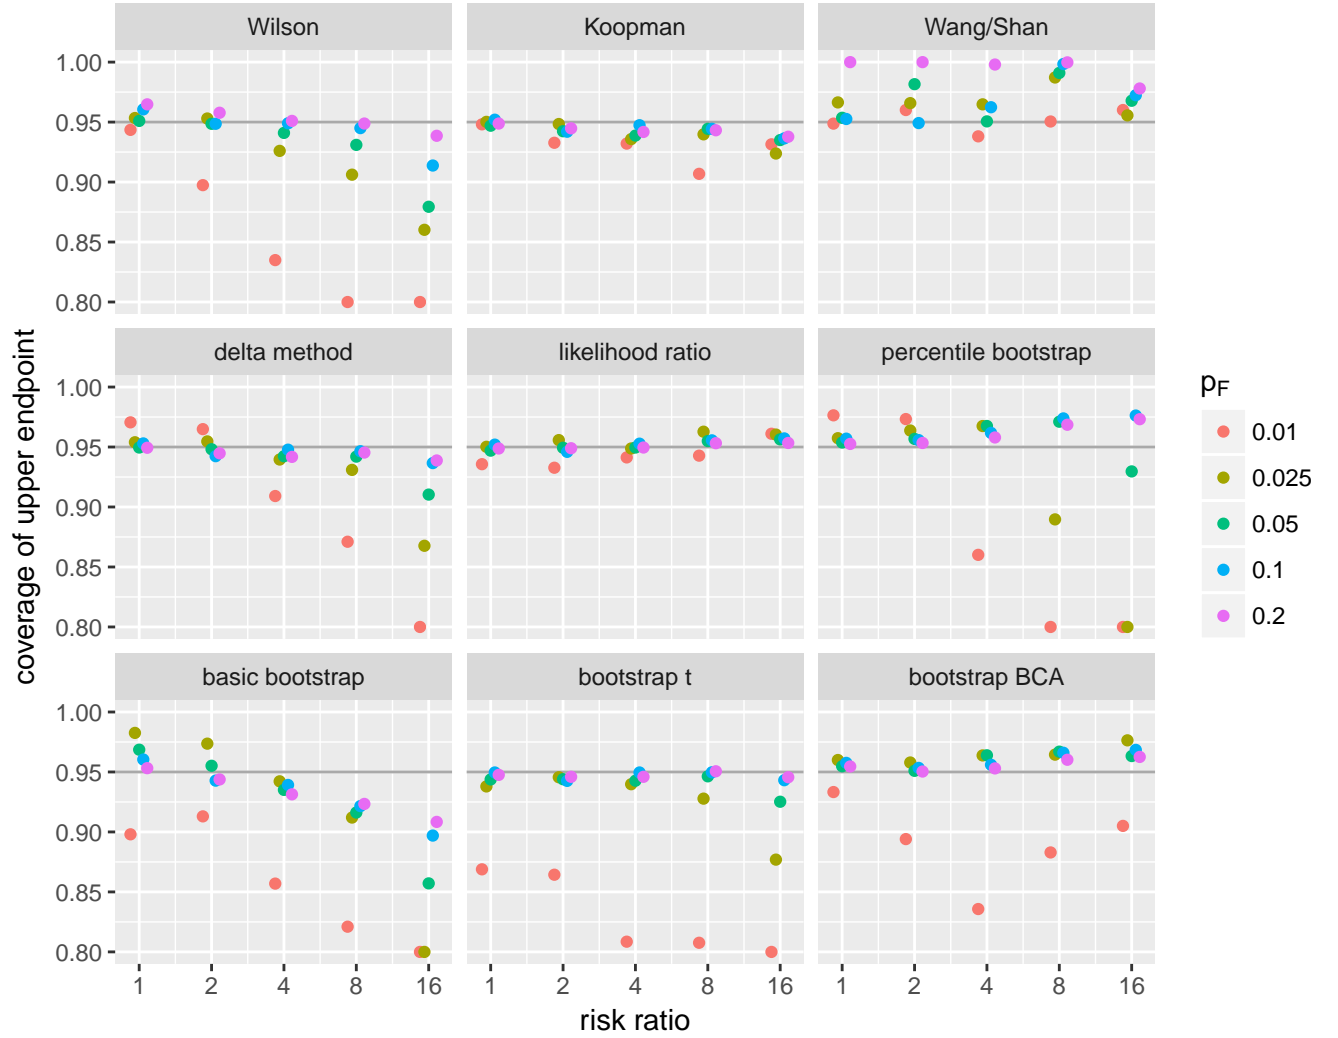 Wilson Koopman Wang/Shan
1.00
0.95
0.90
0.85
0.80
delta method likelihood ratio percentile bootstrap
1.00
0.95
0.90
0.85
0.80
basic bootstrap bootstrap t bootstrap BCA
1.00
0.95
0.90
0.85
0.80
1 2 4 8 16 1 2 4 8 16 1 2 4 8 16
risk ratio
coverage of upper endpoint
pF
0.01
0.025
0.05
0.1
0.2